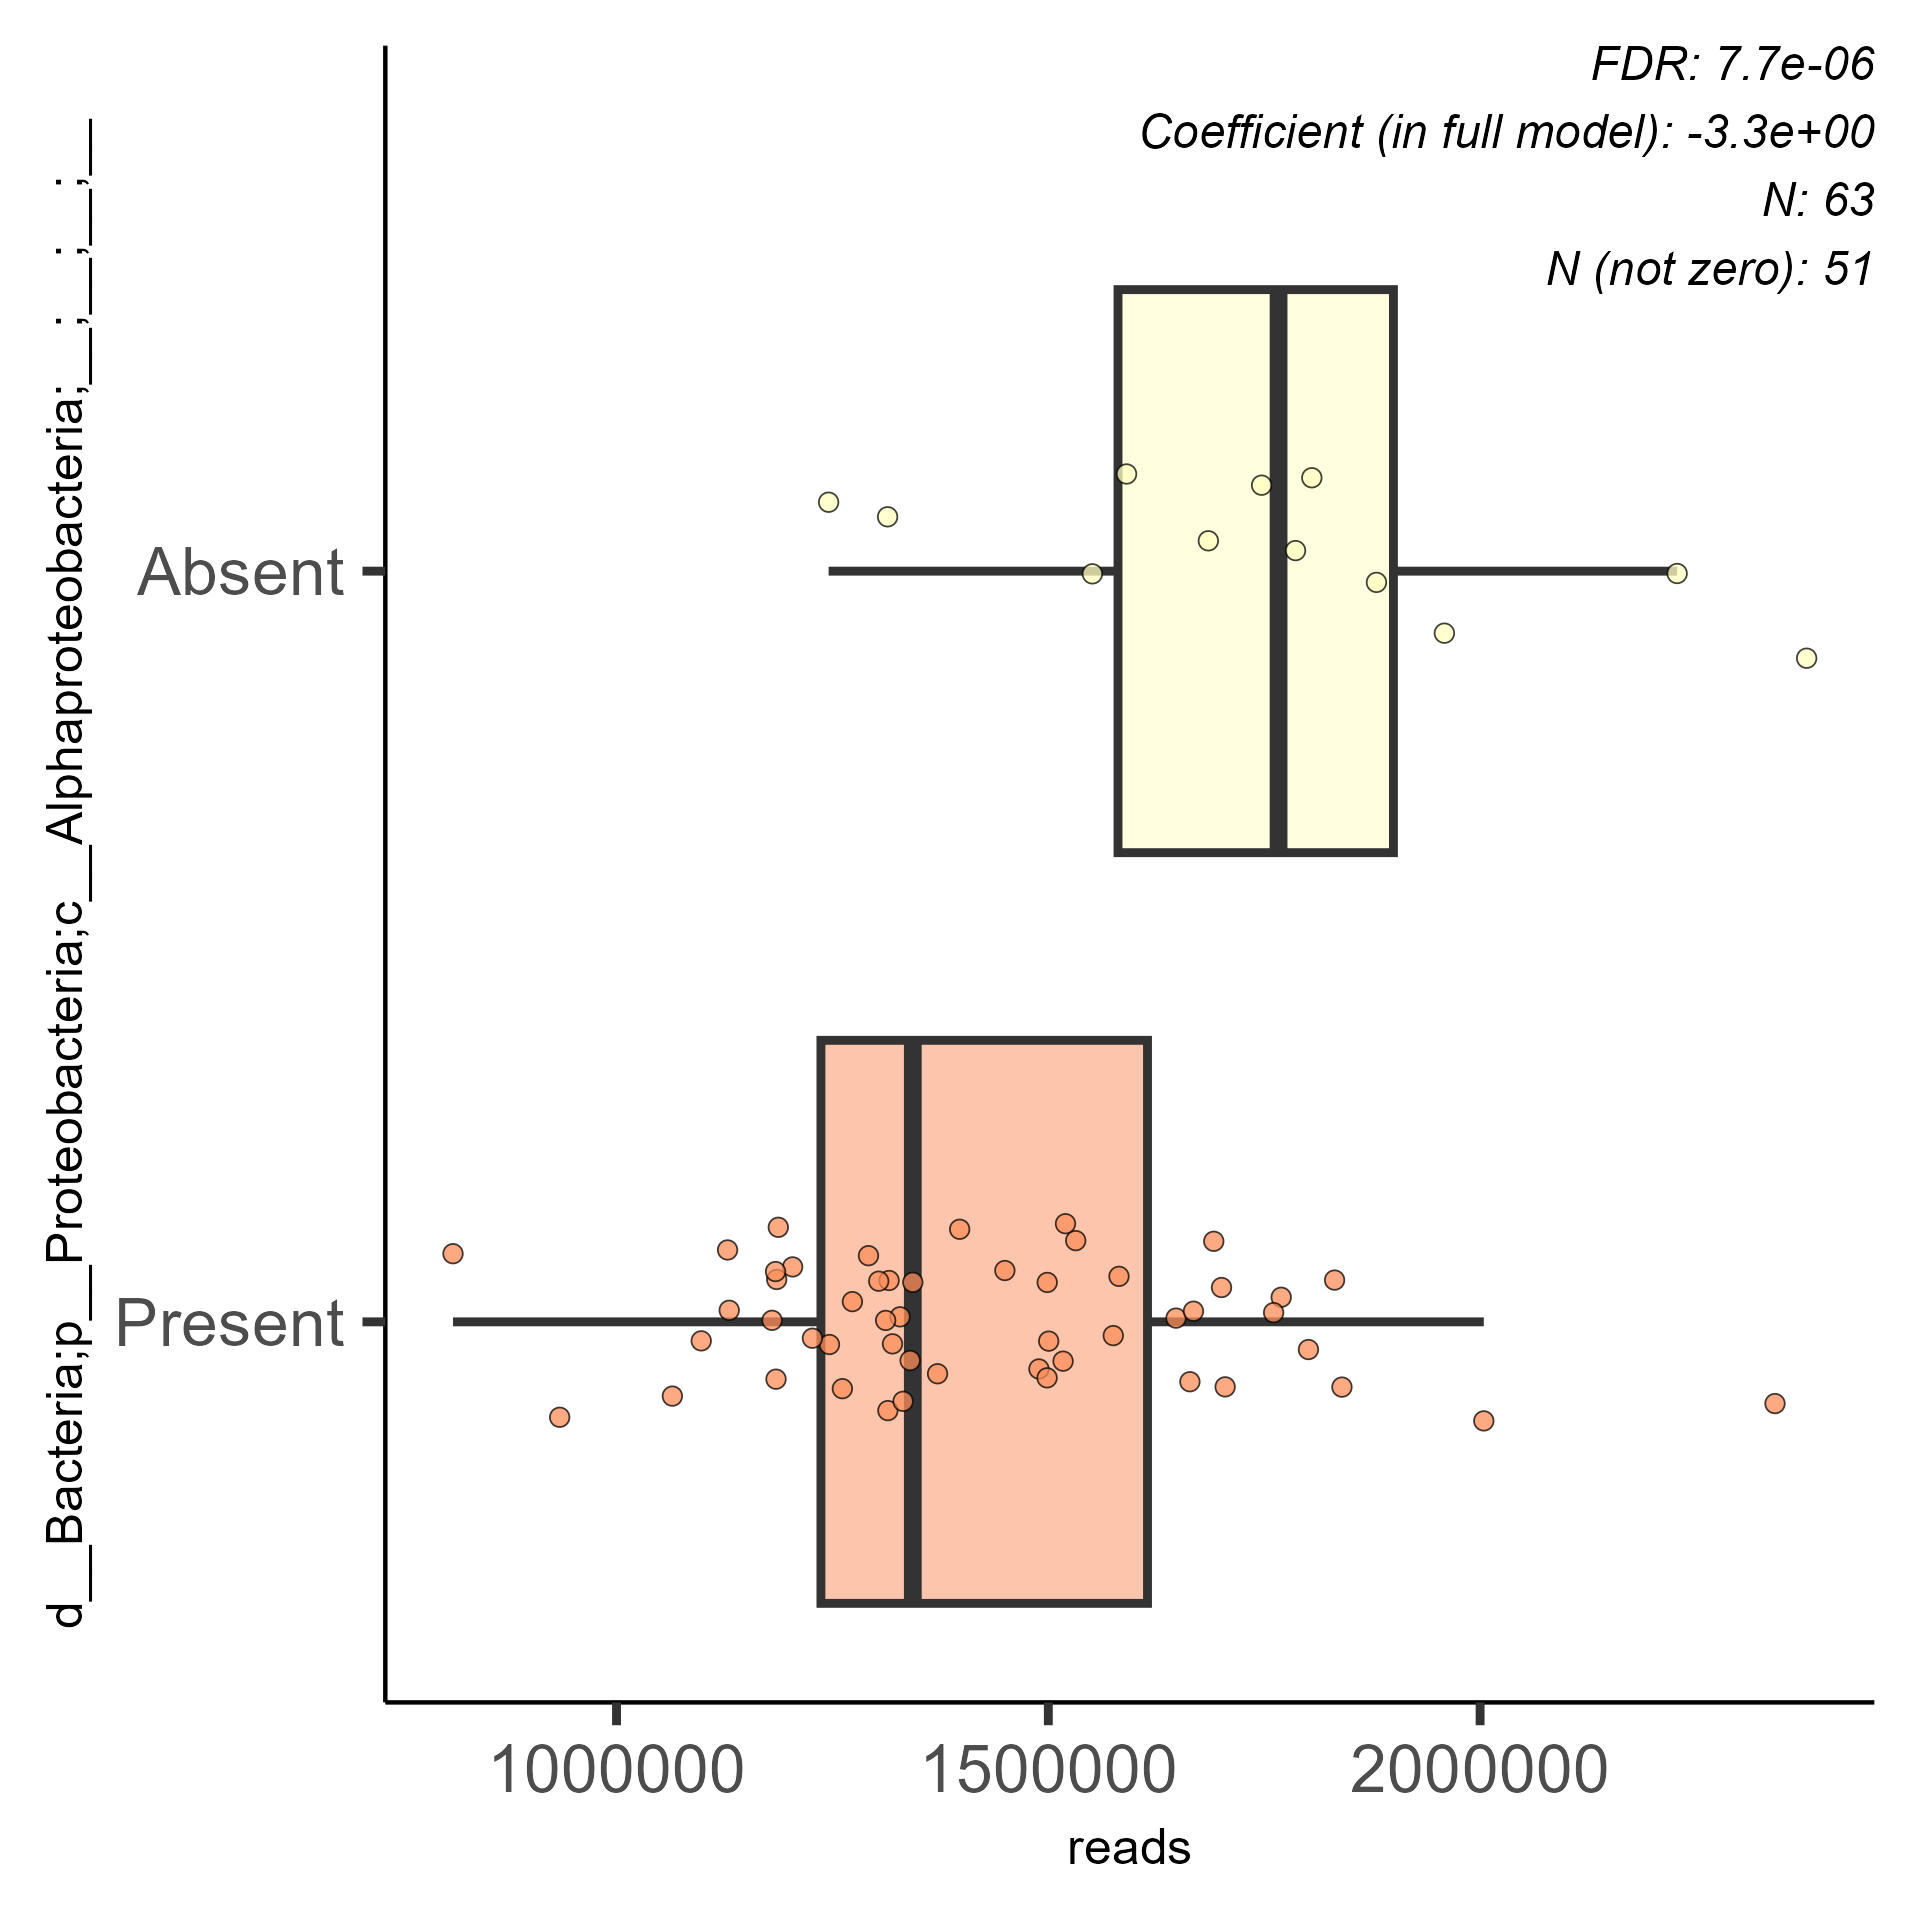 FDR: 7.7e-06
Coefficient (in full model): -3.3e+00
N: 63
N (not zero): 51
d__Bacteria;p__Proteobacteria;c__Alphaproteobacteria;__;__;__;__
Absent
Present
1000000 1500000 2000000
reads